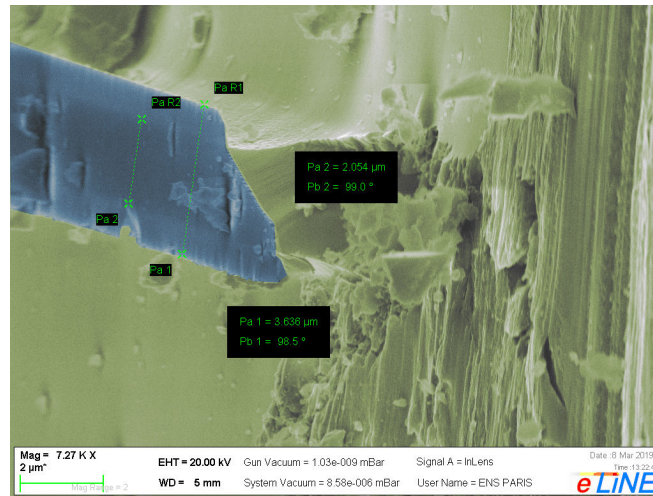 Pa R1
Pa R2
Pa 2 = 2.054 µm
Pb 2 = 99.0 °
Pa 2
Pa 1
Pa 1 = 3.636 µm
Pb 1 = 98.5 °
Mag = 7.27 K X
2 µm*
Mag Range = 2
EHT = 20.00 kV
WD = 5 mm
Gun Vacuum = 1.03e-009 mBar
System Vacuum = 8.58e-006 mBar
Signal A = InLens
User Name = ENS PARIS
Date :8 Mar 2019
Time :13:22:
eLiNE